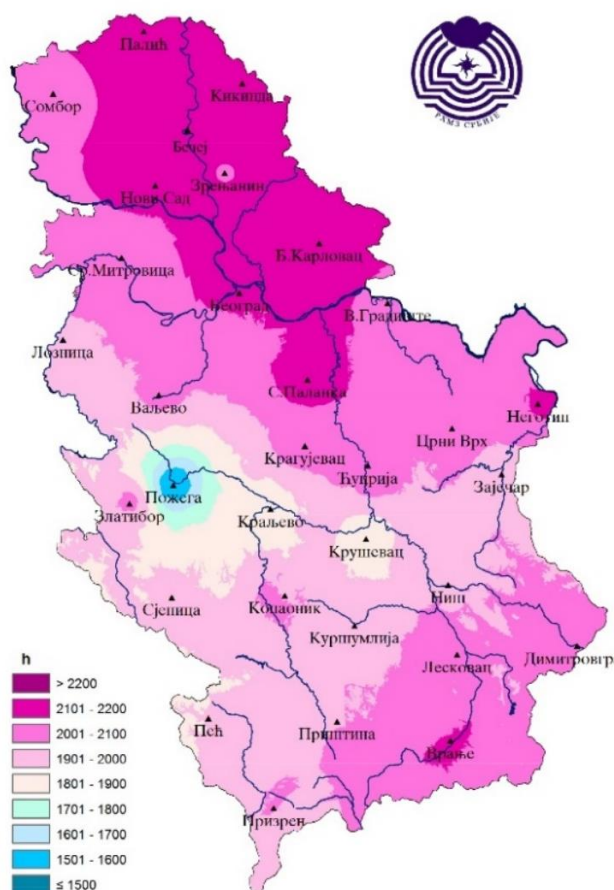 Палић
Сомбор
Кикинда
Бечеј
Зрењанин
Нови Сад
РХМЗ СРБИЈЕ
Б.Карловац
Ср.Митровица
Београд
В.Градиште
Лозница
С.Паланка
Ваљево
Неготин
Црни Врх
Крагујевац
Ћуприја
Зајечар
Пожега
Златибор
Краљево
Крушевац
Ниш
Сјеница
Копаоник
Куршумлија
Димитровгр
Лесковац
h
> 2200
2101 - 2200
2001 - 2100
1901 - 2000
1801 - 1900
1701 - 1800
1601 - 1700
1501 - 1600
≤ 1500
Пећ
Приштина
Врање
Призрен